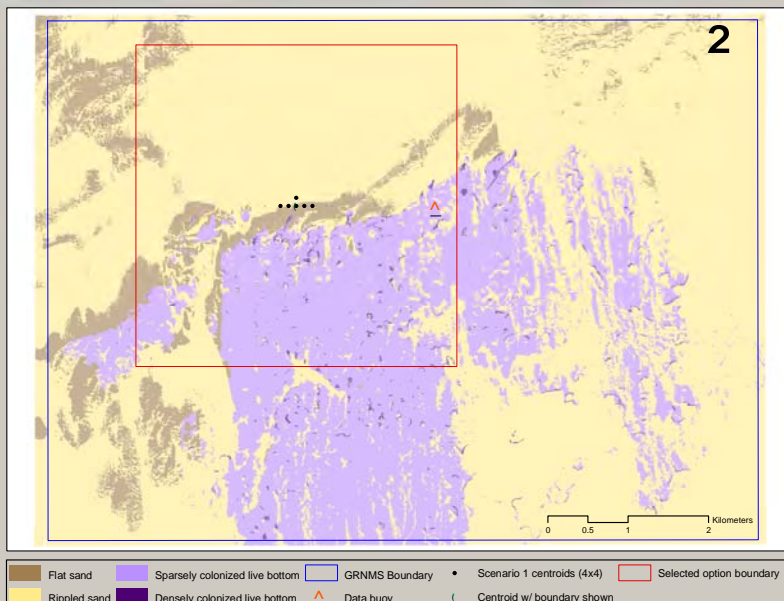 2
Kilometers
0 0.5 1 2
Flat sand Sparsely colonized live bottom GRNMS Boundary Scenario 1 centroids (4x4) Selected option boundary
Rippled sand Densely colonized live bottom Data buoy Centroid w/ boundary shown